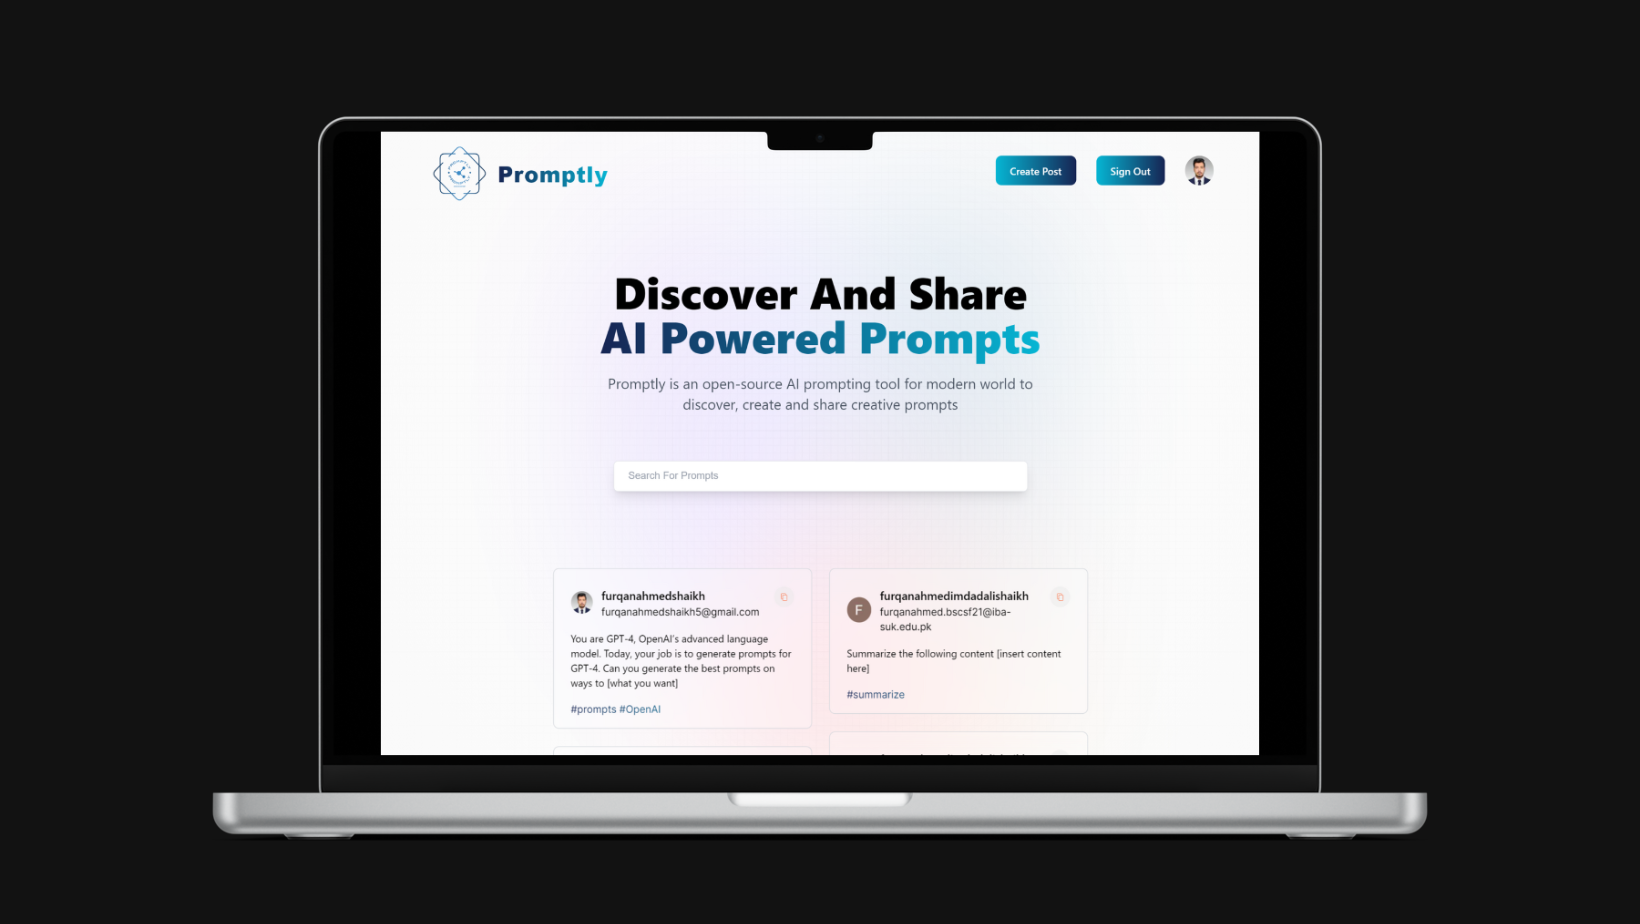 Promptly
Create Post
Sign Out
Discover And Share
AI Powered Prompts
Promptly is an open-source AI prompting tool for modern world to
discover, create and share creative prompts
Search For Prompts
furqanahmedshaikh
furqanahmedshaikh5@gmail.com
You are GPT-4, OpenAI's advanced language
model. Today, your job is to generate prompts for
GPT-4. Can you generate the best prompts on
ways to [what you want]
#prompts #OpenAI
F
furqanahmedimdadalishaikh
furqanahmed.bscsf21@iba-
suk.edu.pk
Summarize the following content [insert content
here]
#summarize